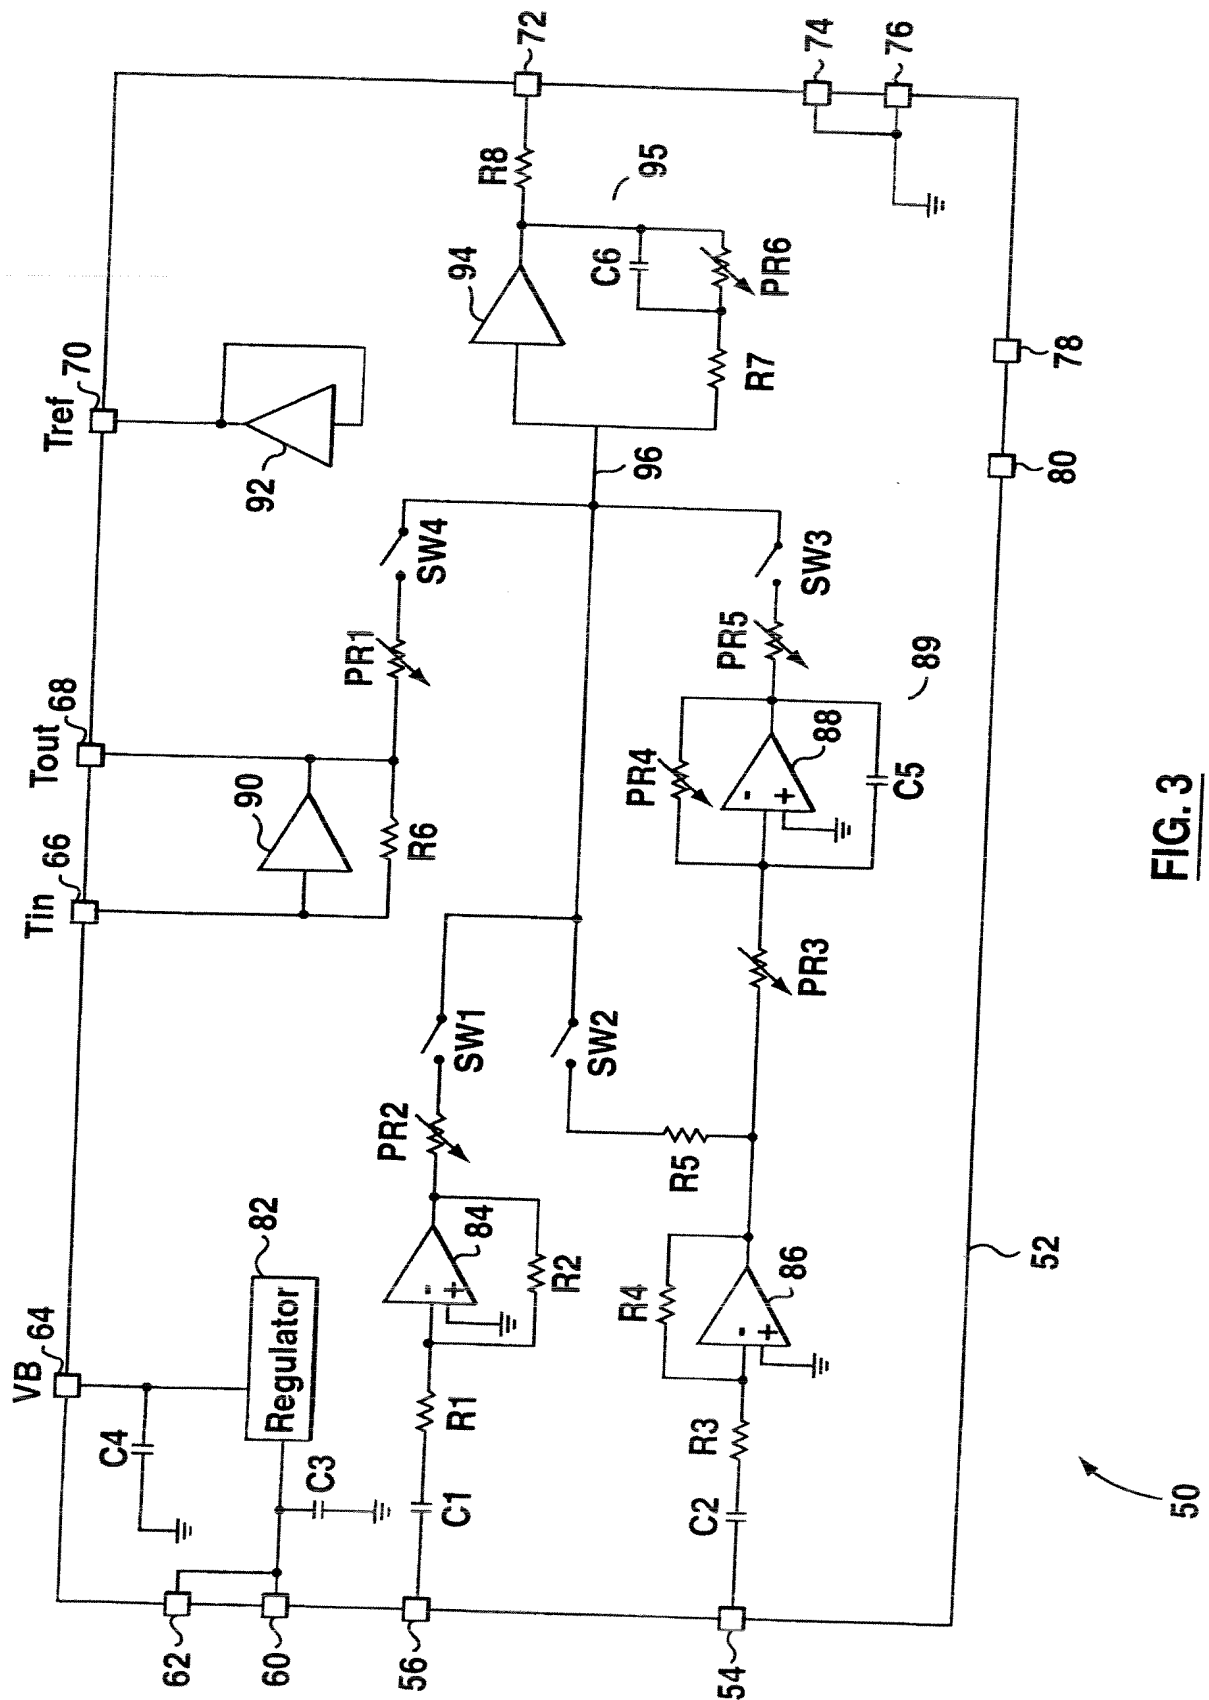 VB 64
Tin 66
Tout 68
Tref 70
72
74
76
78
80
62
60
56
54
C4
82
Regulator
C3
C1
R1
84
-
+
R2
PR2
SW1
SW2
R5
C2
R3
R4
86
-
+
PR3
PR4
88
-
+
C5
89
PR5
SW3
90
R6
PR1
SW4
92
96
94
R8
95
C6
PR6
R7
52
50
FIG. 3